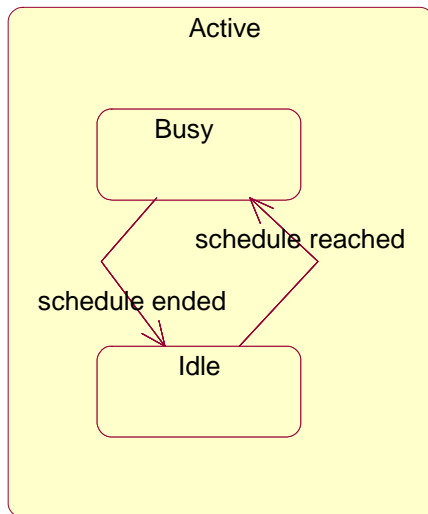 Active
Busy
schedule reached
schedule ended
Idle